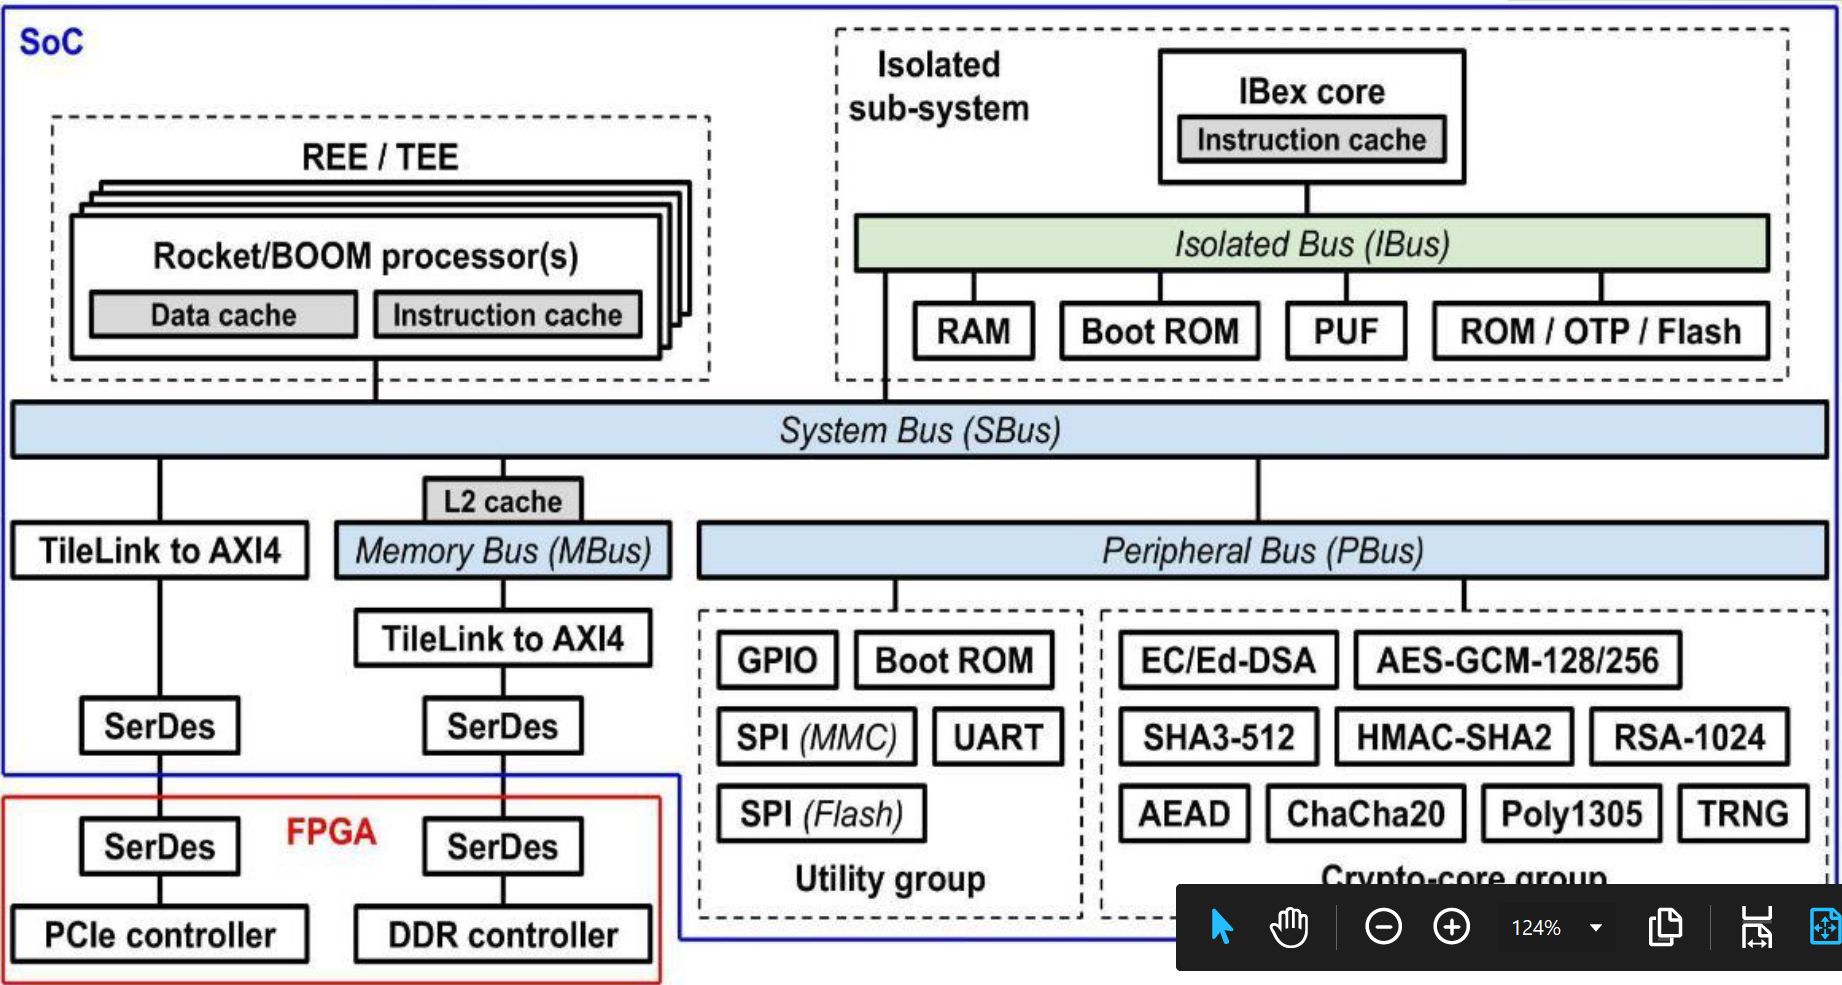 SoC
Isolated
sub-system
IBex core
Instruction cache
REE / TEE
Rocket/BOOM processor(s)
Data cache
Instruction cache
Isolated Bus (IBus)
RAM
Boot ROM
PUF
ROM / OTP / Flash
System Bus (SBus)
L2 cache
TileLink to AXI4
Memory Bus (MBus)
Peripheral Bus (PBus)
TileLink to AXI4
SerDes
SerDes
GPIO
Boot ROM
SPI (MMC)
UART
SPI (Flash)
Utility group
EC/Ed-DSA
AES-GCM-128/256
SHA3-512
HMAC-SHA2
RSA-1024
AEAD
ChaCha20
Poly1305
TRNG
Crypto-core group
FPGA
SerDes
SerDes
PCIe controller
DDR controller
124%